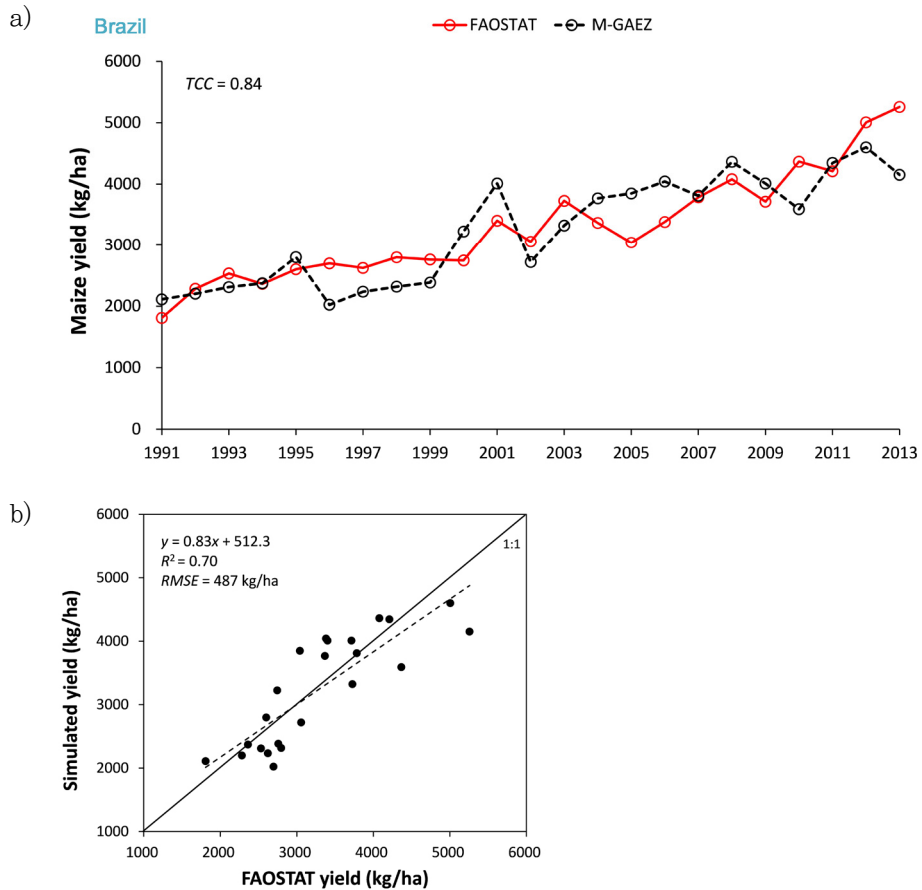 a)
Brazil
FAOSTAT
M-GAEZ
TCC = 0.84
Maize yield (kg/ha)
6000
5000
4000
3000
2000
1000
0
1991 1993 1995 1997 1999 2001 2003 2005 2007 2009 2011 2013
b)
y = 0.83x + 512.3
R² = 0.70
RMSE = 487 kg/ha
1:1
Simulated yield (kg/ha)
6000
5000
4000
3000
2000
1000
1000 2000 3000 4000 5000 6000
FAOSTAT yield (kg/ha)